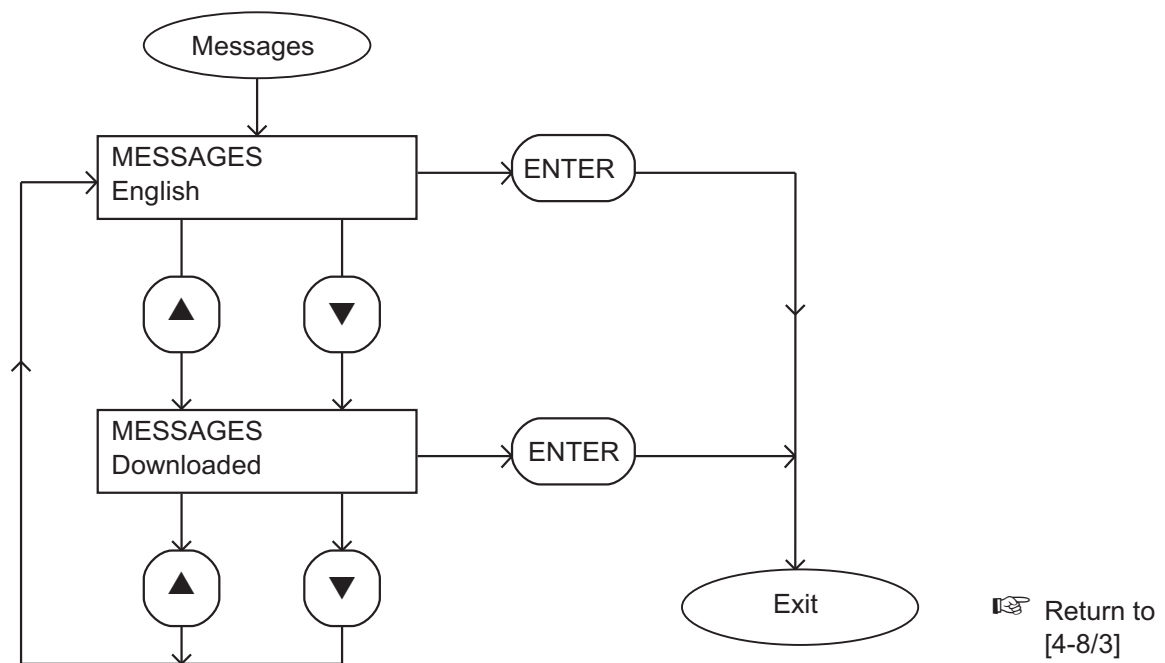 Messages
MESSAGES
English
ENTER
▲
▼
MESSAGES
Downloaded
ENTER
▲
▼
Exit
☞ Return to
[4-8/3]